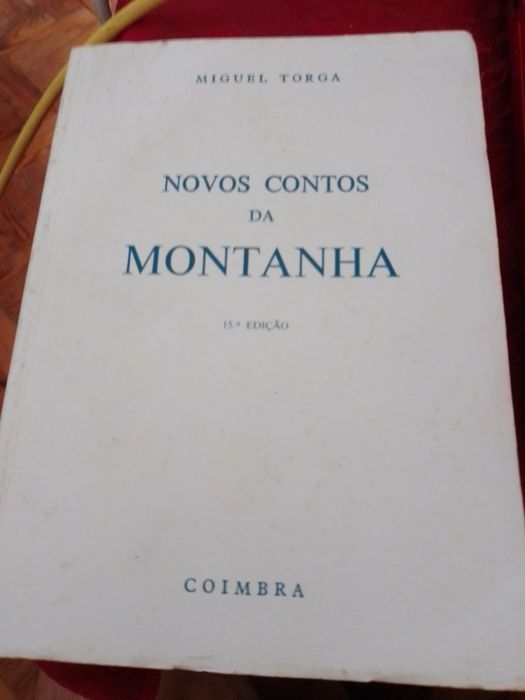 MIGUEL TORGA
NOVOS CONTOS
DA
MONTANHA
15.ᴬ EDIÇÃO
COIMBRA